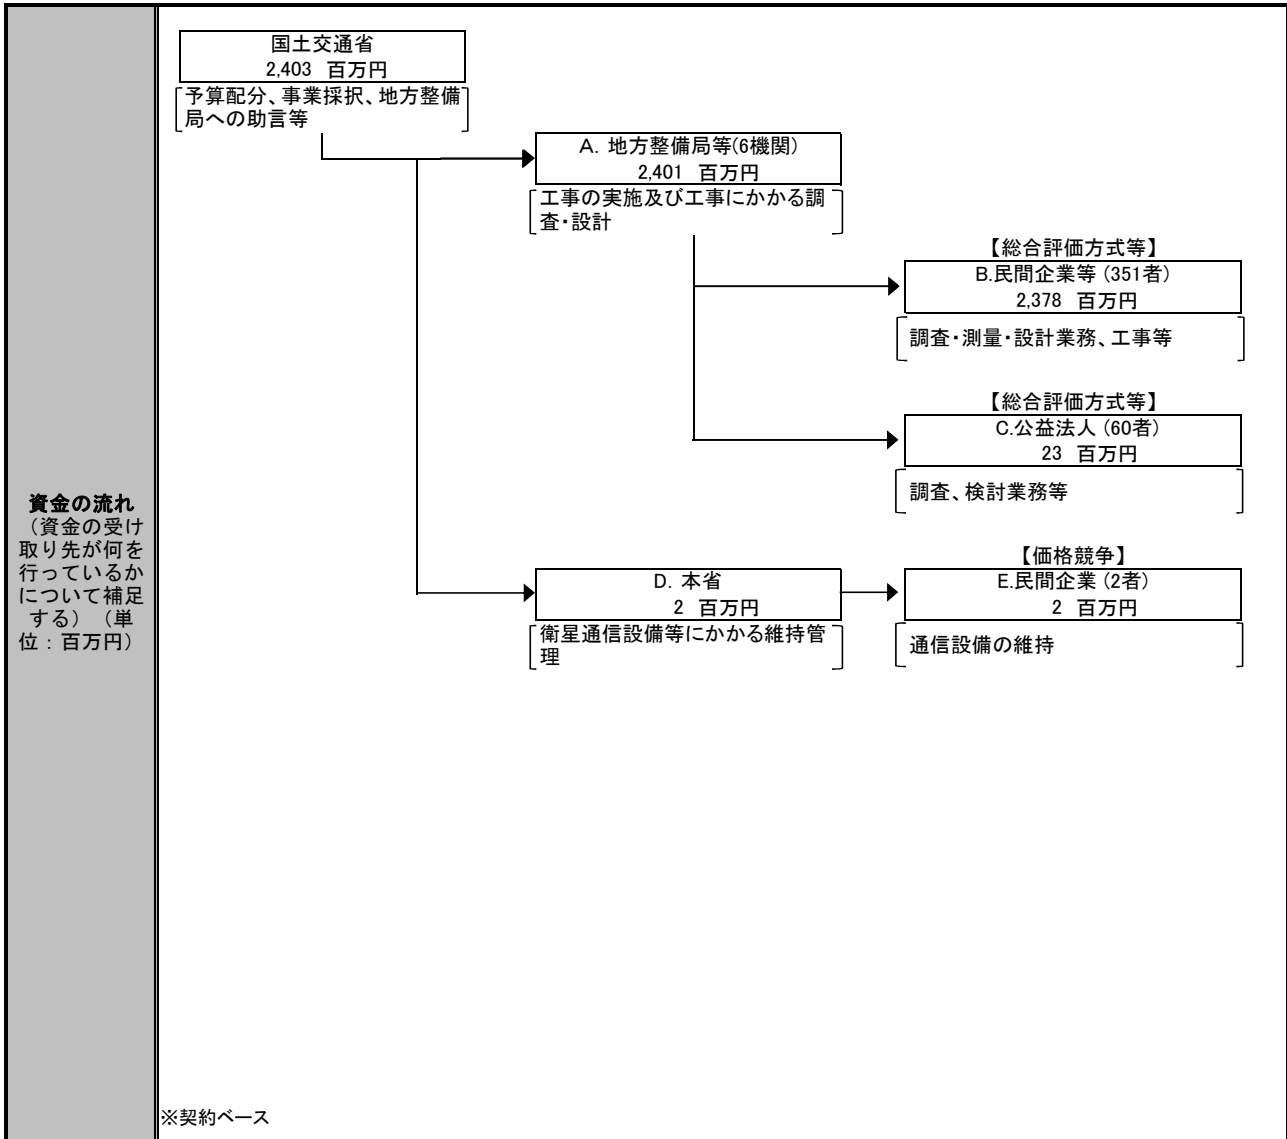 資金の流れ
（資金の受け
取り先が何を
行っているか
について補足
する）（単
位：百万円）
国土交通省
2,403 百万円
予算配分、事業採択、地方整備
局への助言等
A. 地方整備局等(6機関)
2,401 百万円
工事の実施及び工事にかかる調
査・設計
【総合評価方式等】
B.民間企業等 (351者)
2,378 百万円
調査・測量・設計業務、工事等
【総合評価方式等】
C.公益法人 (60者)
23 百万円
調査、検討業務等
D. 本省
2 百万円
衛星通信設備等にかかる維持管
理
【価格競争】
E.民間企業 (2者)
2 百万円
通信設備の維持
※契約ベース